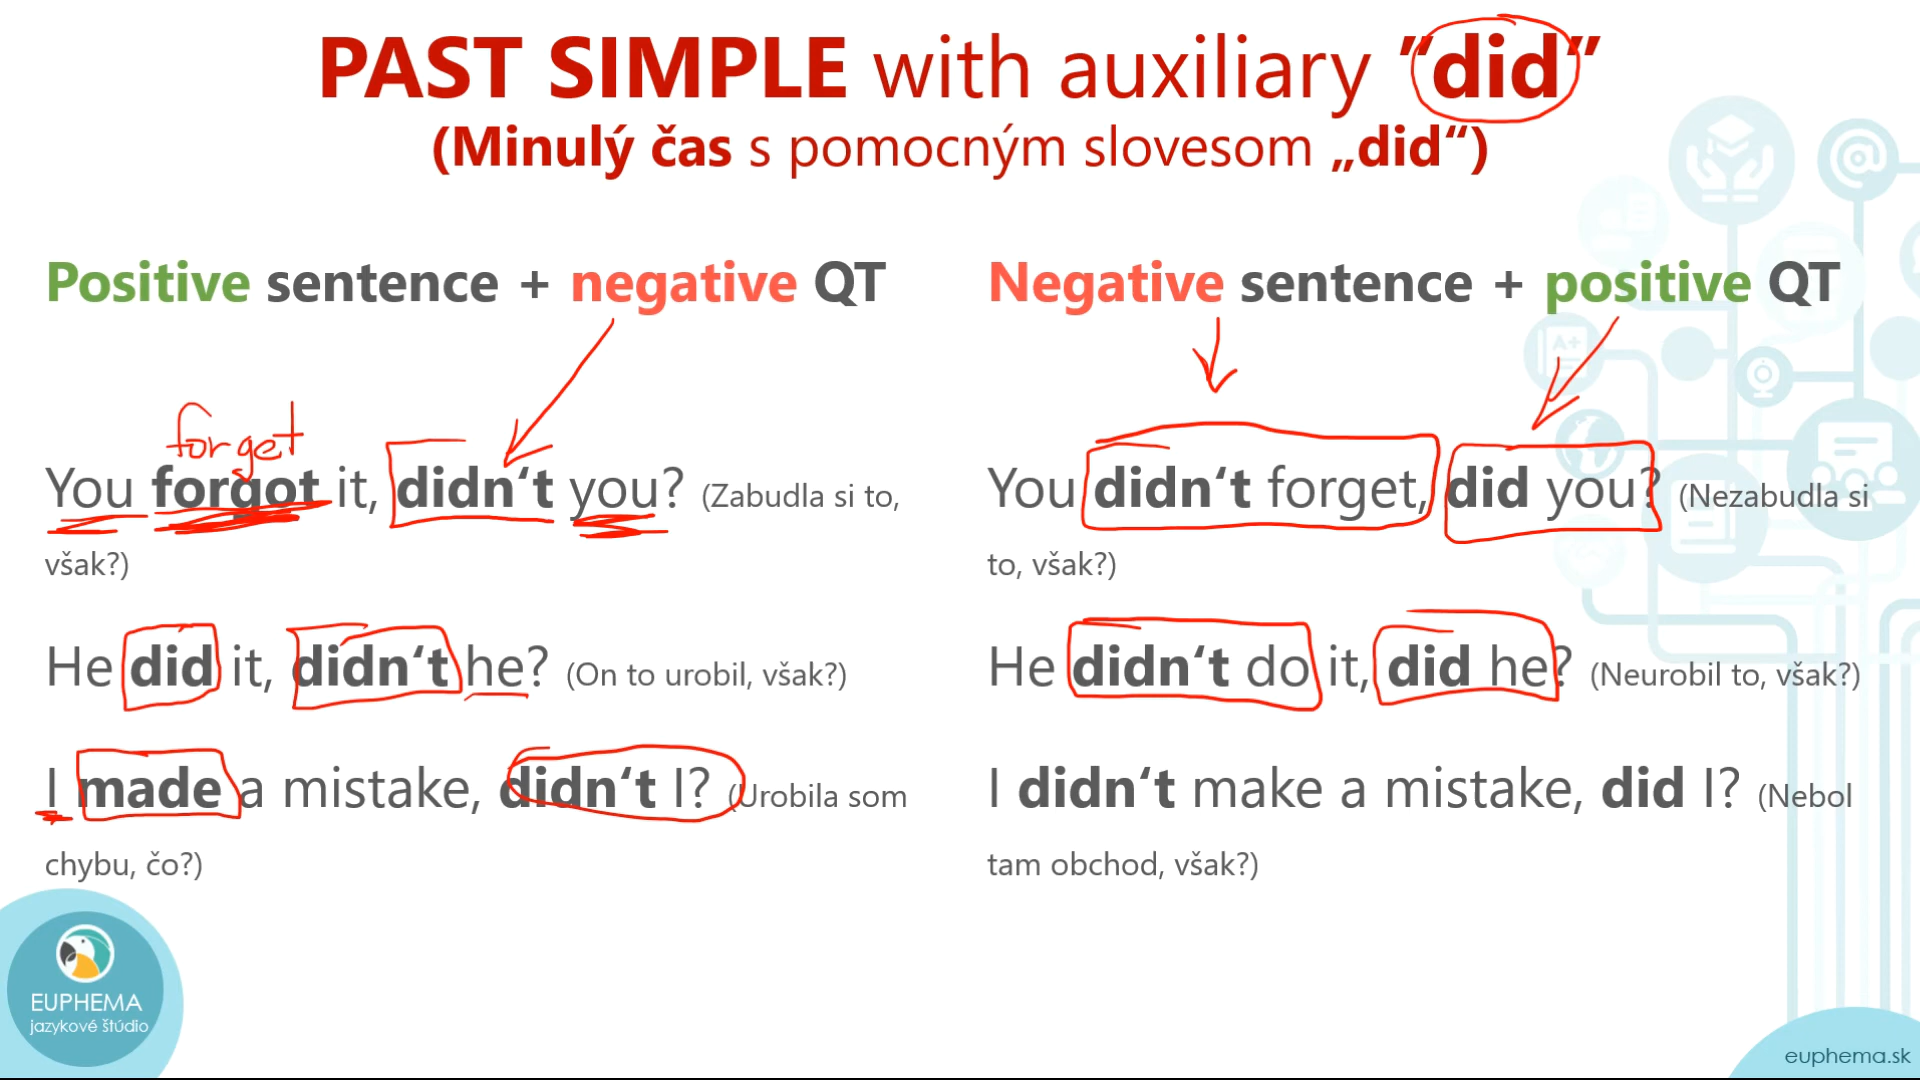 PAST SIMPLE with auxiliary ”did”
(Minulý čas s pomocným slovesom „did“)
Positive sentence + negative QT
forget
You forgot it, didn‘t you? (Zabudla si to,
však?)
He did it, didn‘t he? (On to urobil, však?)
I made a mistake, didn‘t I? (Urobila som
chybu, čo?)
Negative sentence + positive QT
You didn‘t forget, did you? (Nezabudla si
to, však?)
He didn‘t do it, did he? (Neurobil to, však?)
I didn‘t make a mistake, did I? (Nebol
tam obchod, však?)
A+
EUPHEMA
jazykové štúdio
euphema.sk